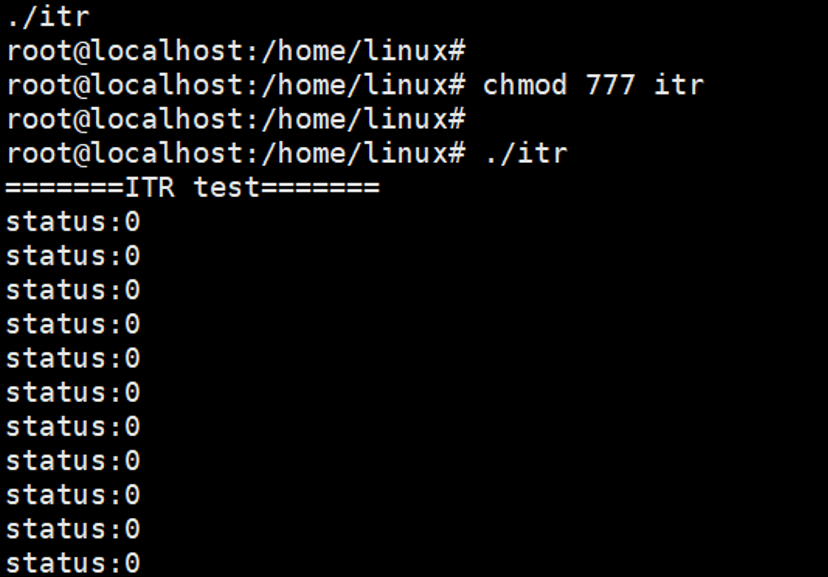 ./itr
root@localhost:/home/linux#
root@localhost:/home/linux# chmod 777 itr
root@localhost:/home/linux#
root@localhost:/home/linux# ./itr
=======ITR test=======
status:0
status:0
status:0
status:0
status:0
status:0
status:0
status:0
status:0
status:0
status:0